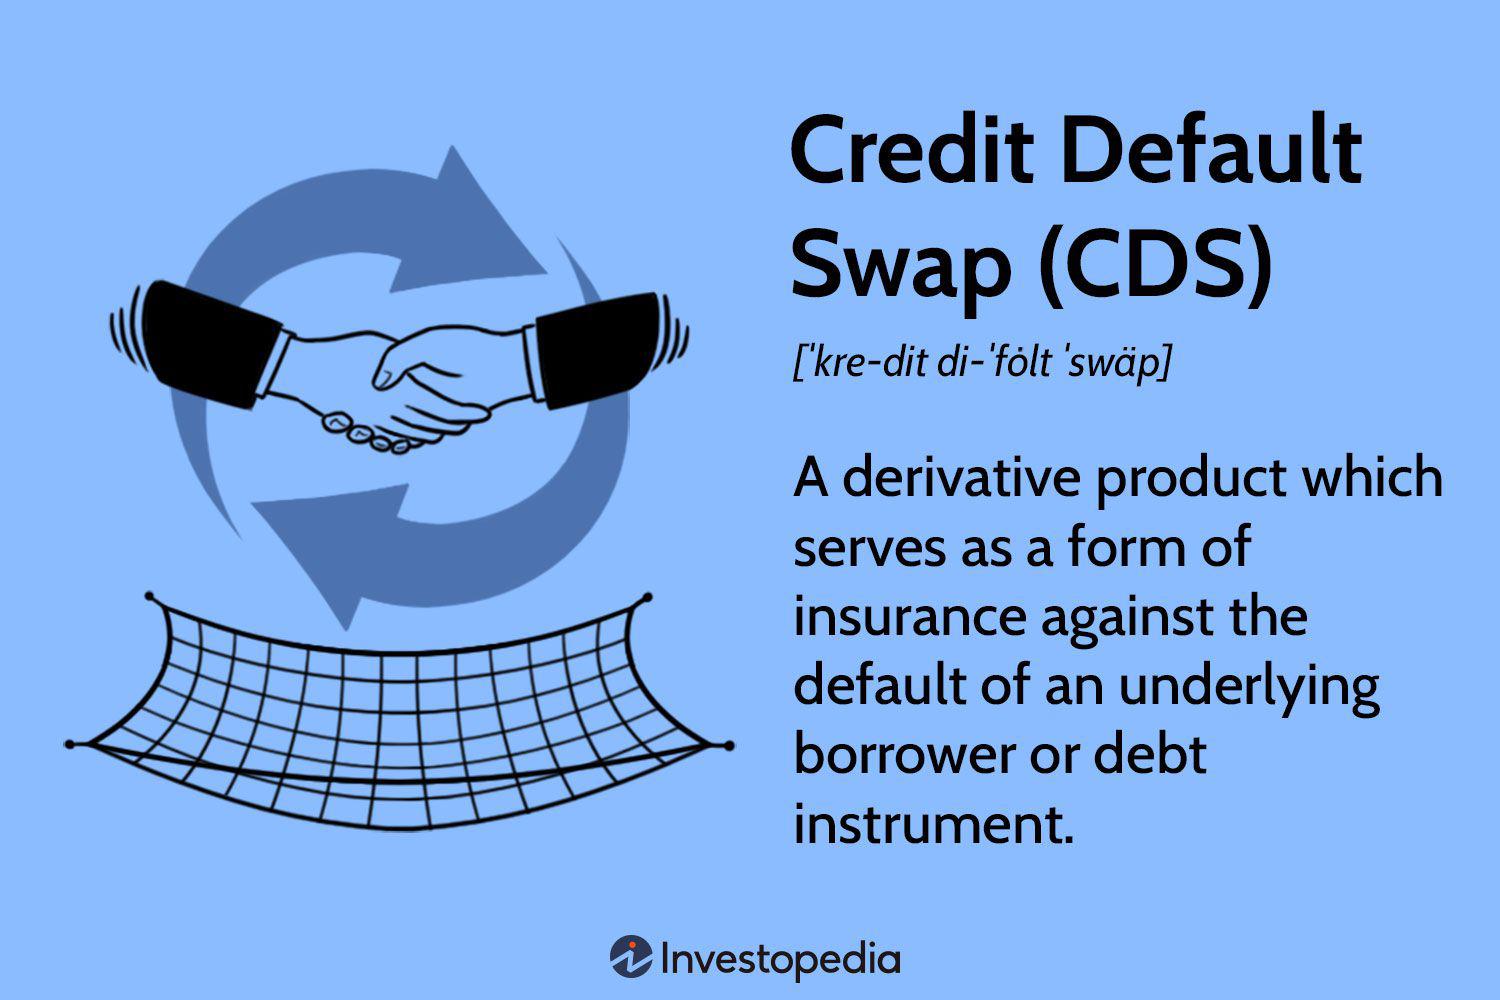 Credit Default
Swap (CDS)
[ˈkre-dit di-ˈfȯlt ˈswäp]
A derivative product which
serves as a form of
insurance against the
default of an underlying
borrower or debt
instrument.
Investopedia